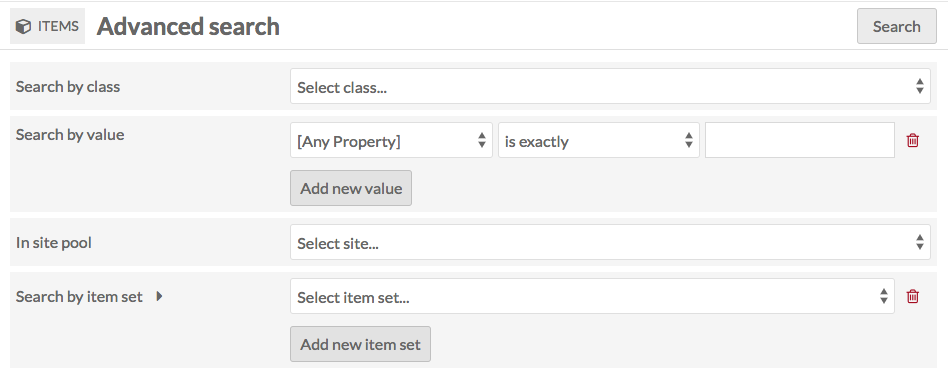 ITEMS Advanced search Search
Search by class Select class...
Search by value [Any Property] is exactly
Add new value
In site pool Select site...
Search by item set Select item set...
Add new item set